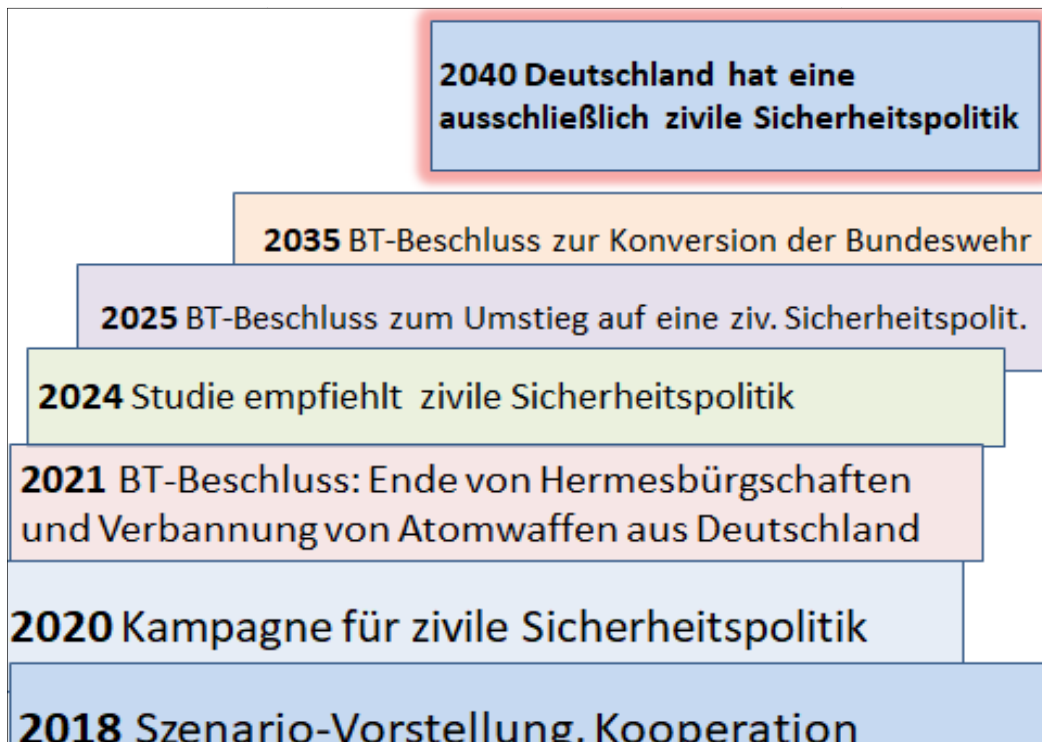 2040 Deutschland hat eine
ausschließlich zivile Sicherheitspolitik
2035 BT-Beschluss zur Konversion der Bundeswehr
2025 BT-Beschluss zum Umstieg auf eine ziv. Sicherheitspolit.
2024 Studie empfiehlt zivile Sicherheitspolitik
2021 BT-Beschluss: Ende von Hermesbürgschaften
und Verbannung von Atomwaffen aus Deutschland
2020 Kampagne für zivile Sicherheitspolitik
2018 Szenario-Vorstellung, Kooperation